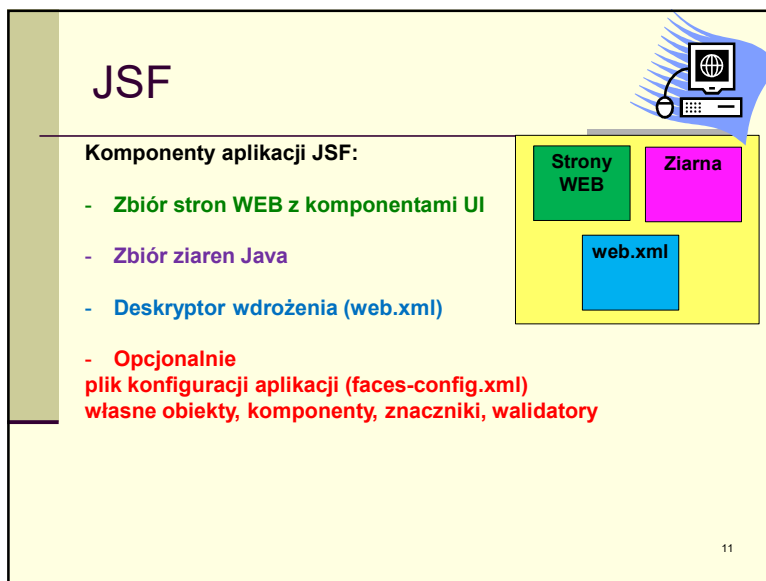 JSF
Komponenty aplikacji JSF:
- Zbiór stron WEB z komponentami UI
- Zbiór ziaren Java
- Deskryptor wdrożenia (web.xml)
- Opcjonalnie
plik konfiguracji aplikacji (faces-config.xml)
własne obiekty, komponenty, znaczniki, walidatory
Strony
WEB
Ziarna
web.xml
11